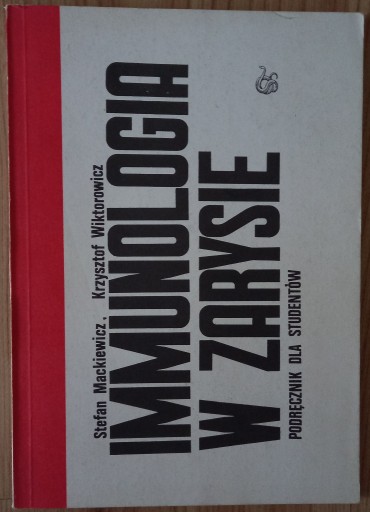 Stefan Mackiewicz, Krzysztof Wiktorowicz
IMMUNOLOGIA
W ZARYSIE
PODRĘCZNIK DLA STUDENTÓW